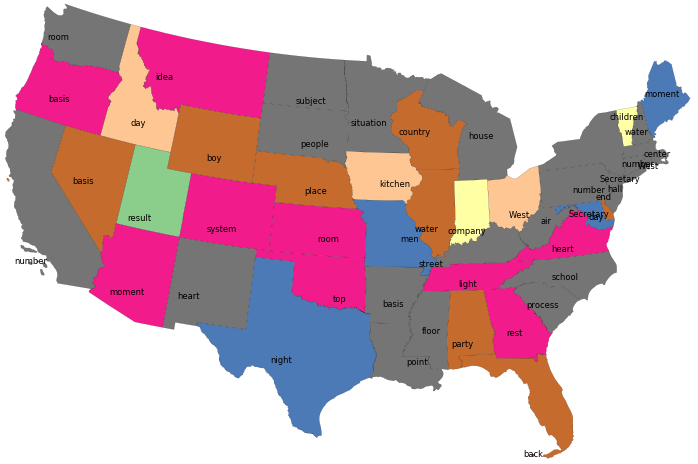 room
moment
idea
basis
subject
children
day
situation
country
water
house
people
center
number
West
boy
Secretary
kitchen
basis
place
number
hall
end
result
West
Secretary
day
air
system
company
water
room
men
heart
number
street
school
moment
light
heart
top
basis
process
floor
rest
party
night
point
back